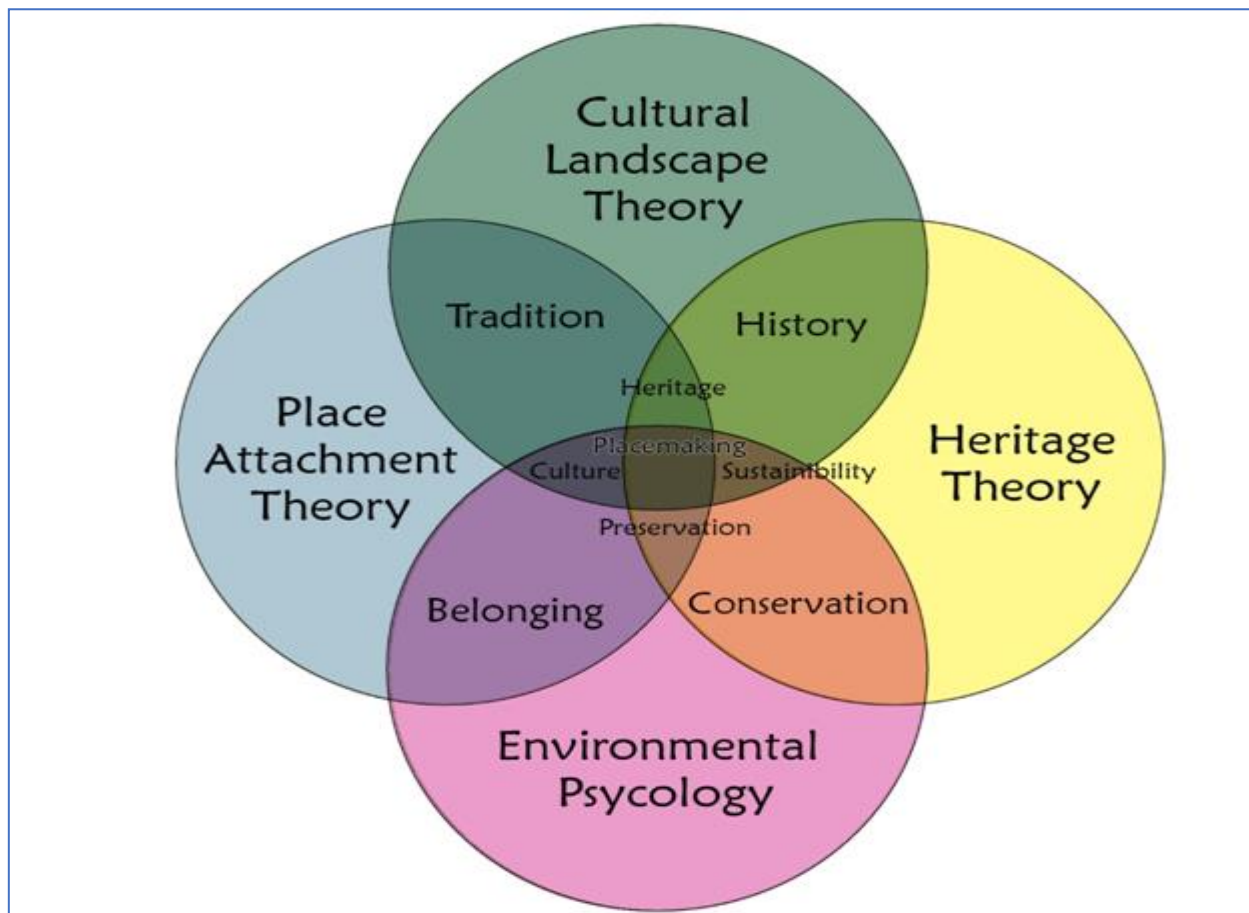 Cultural
Landscape
Theory
Tradition
History
Heritage
Place
Attachment
Theory
Heritage
Theory
Placemaking
Culture
Sustainibility
Preservation
Belonging
Conservation
Environmental
Psycology